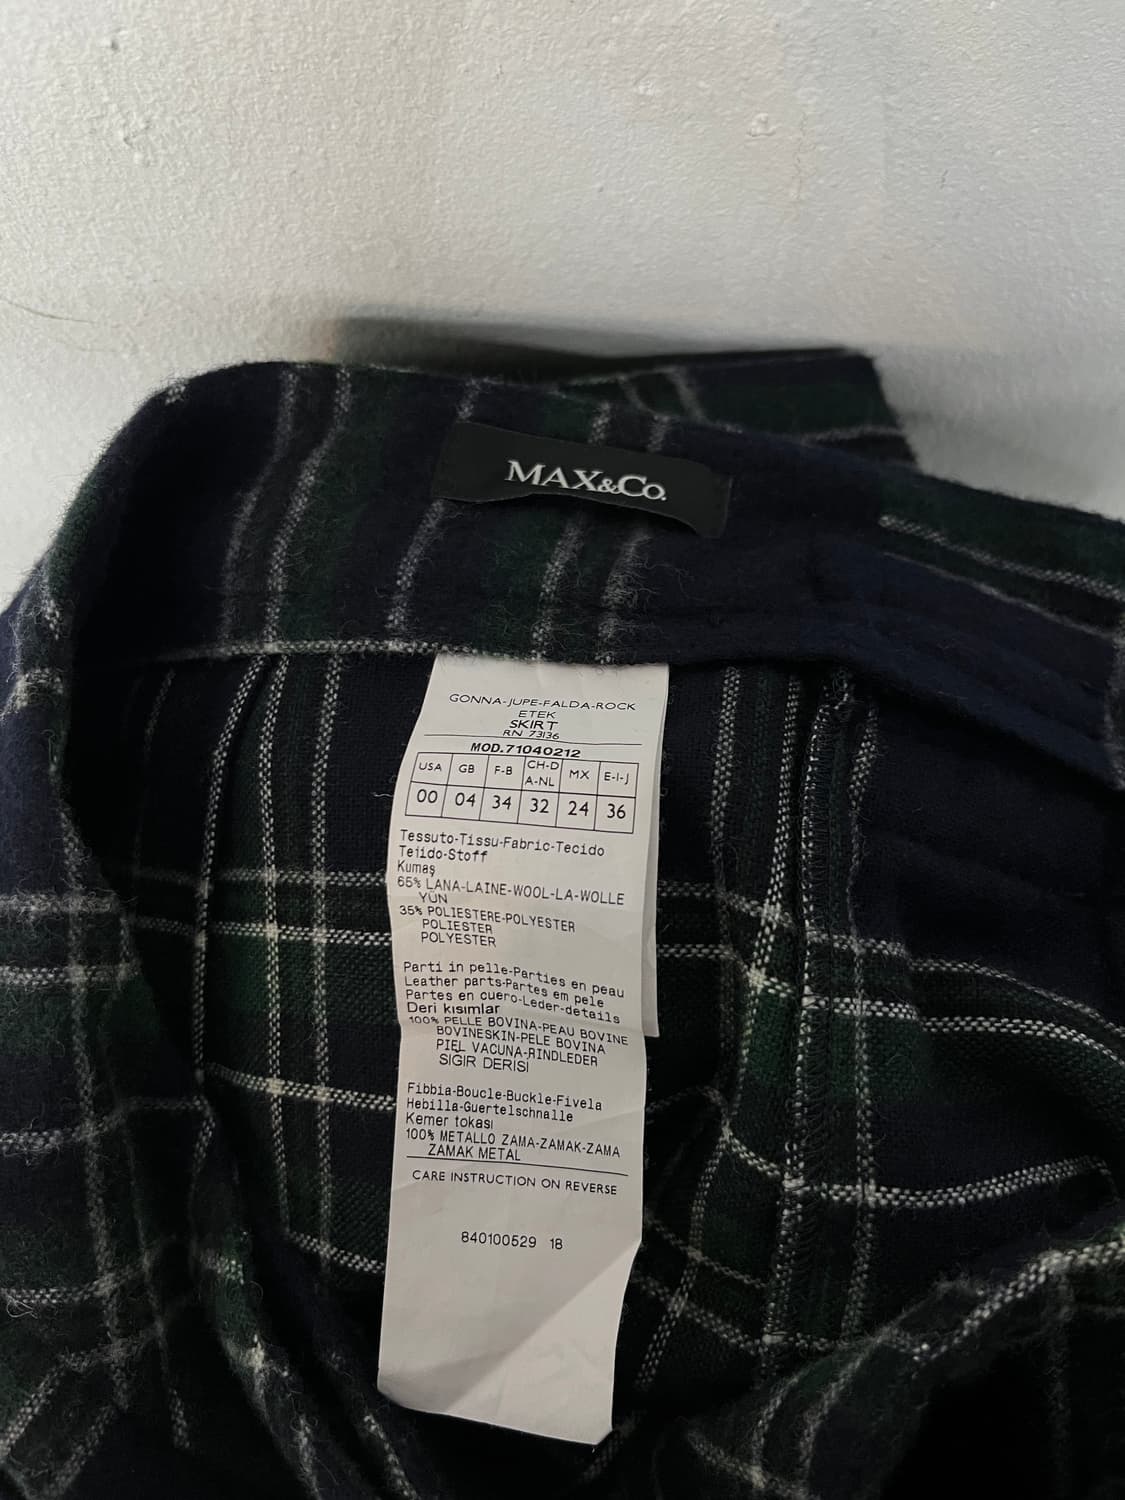 MAX&Co.
GONNA-JUPE-FALDA-ROCK
ETEK
SKIRT
RN 73136
MOD.71040212
USA GB F-B CH-D A-NL MX E-I-J
00 04 34 32 24 36
Tessuto-Tissu-Fabric-Tecido
Tejido-Stoff
Kumaş
65% LANA-LAINE-WOOL-LA-WOLLE
YÜN
35% POLIESTERE-POLYESTER
POLIESTER
POLYESTER
Parti in pelle-Parties en peau
Leather parts-Partes em pele
Partes en cuero-Leder-details
Deri kısımlar
100% PELLE BOVINA-PEAU BOVINE
BOVINESKIN-PELE BOVINA
PIEL VACUNA-RINDLEDER
SIGIR DERİSİ
Fibbia-Boucle-Buckle-Fivela
Hebilla-Guertelschnalle
Kemer tokası
100% METALLO ZAMA-ZAMAK-ZAMA
ZAMAK METAL
CARE INSTRUCTION ON REVERSE
840100529 18